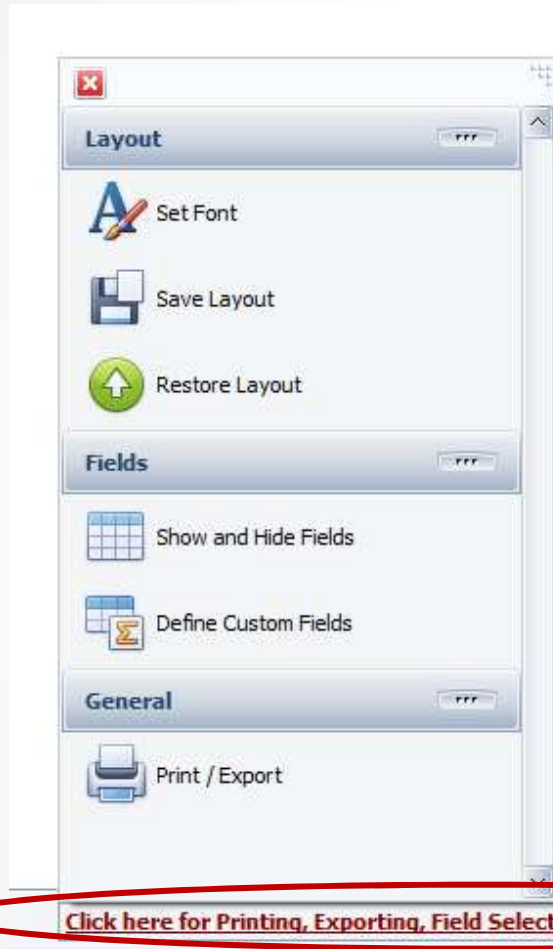 Layout
Set Font
Save Layout
Restore Layout
Fields
Show and Hide Fields
Define Custom Fields
General
Print / Export
Click here for Printing, Exporting, Field Select